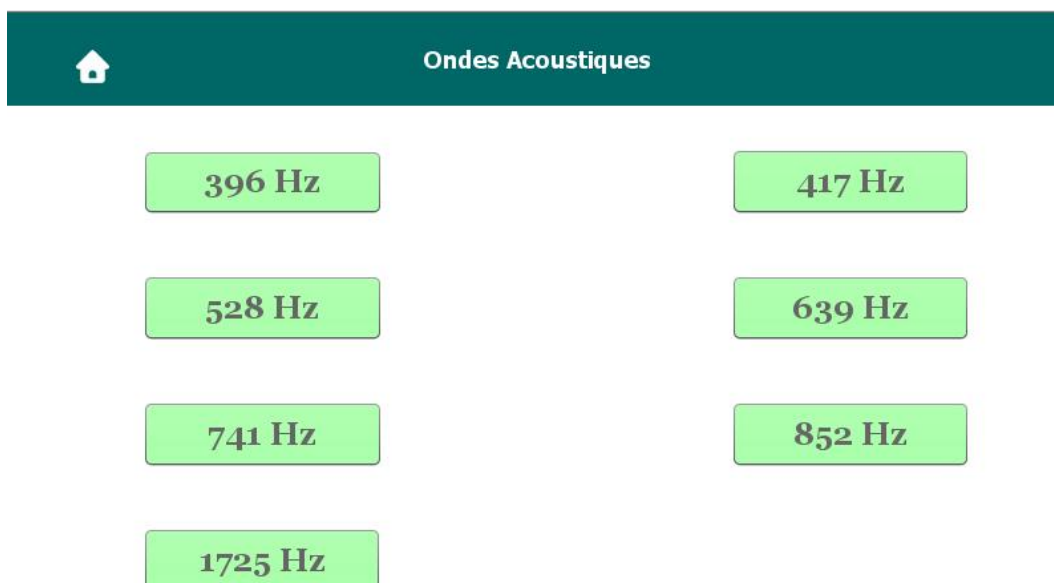 Ondes Acoustiques
396 Hz
417 Hz
528 Hz
639 Hz
741 Hz
852 Hz
1725 Hz